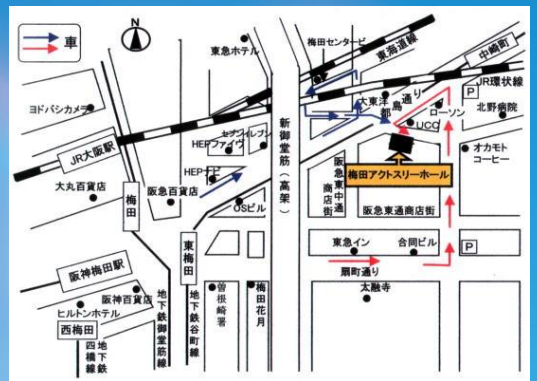 車
N
東急ホテル
梅田センタービ
東海道線
中崎町
JR環状線
ヨドバシカメラ
P
大東洋
都島通り
ローソン
北野病院
UCC
新御堂筋(高架)
セブンイレブン
HEPファイヴ
JR大阪駅
HEPナビ
オカモト
コーヒー
大丸百貨店
梅田
阪急百貨店
OSビル
阪急東中通
商店街
梅田アクトスリーホール
阪急東通商店街
東梅田
東急イン
合同ビル
P
扇町通り
阪神梅田駅
阪神百貨店
太融寺
ヒルトンホテル
西梅田
地下鉄
四橋線
地下鉄御堂筋線
地下鉄谷町線
曽根崎署
梅田花月